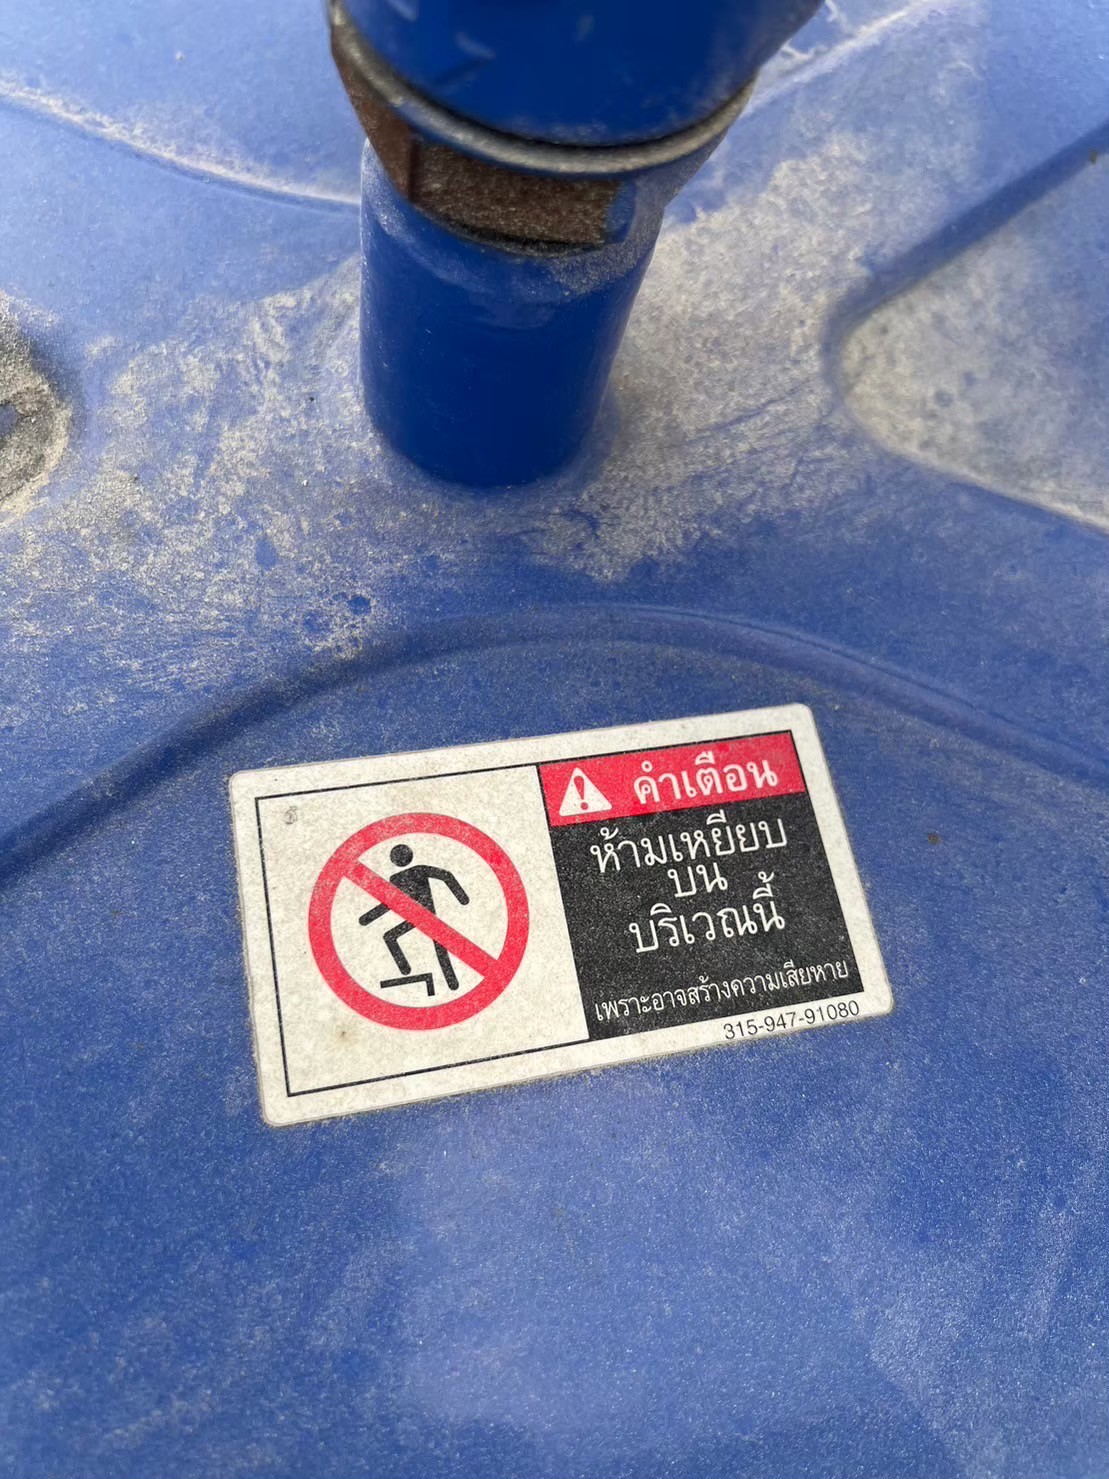 คำเตือน
ห้ามเหยียบ
บน
บริเวณนี้
เพราะอาจสร้างความเสียหาย
315-947-91080